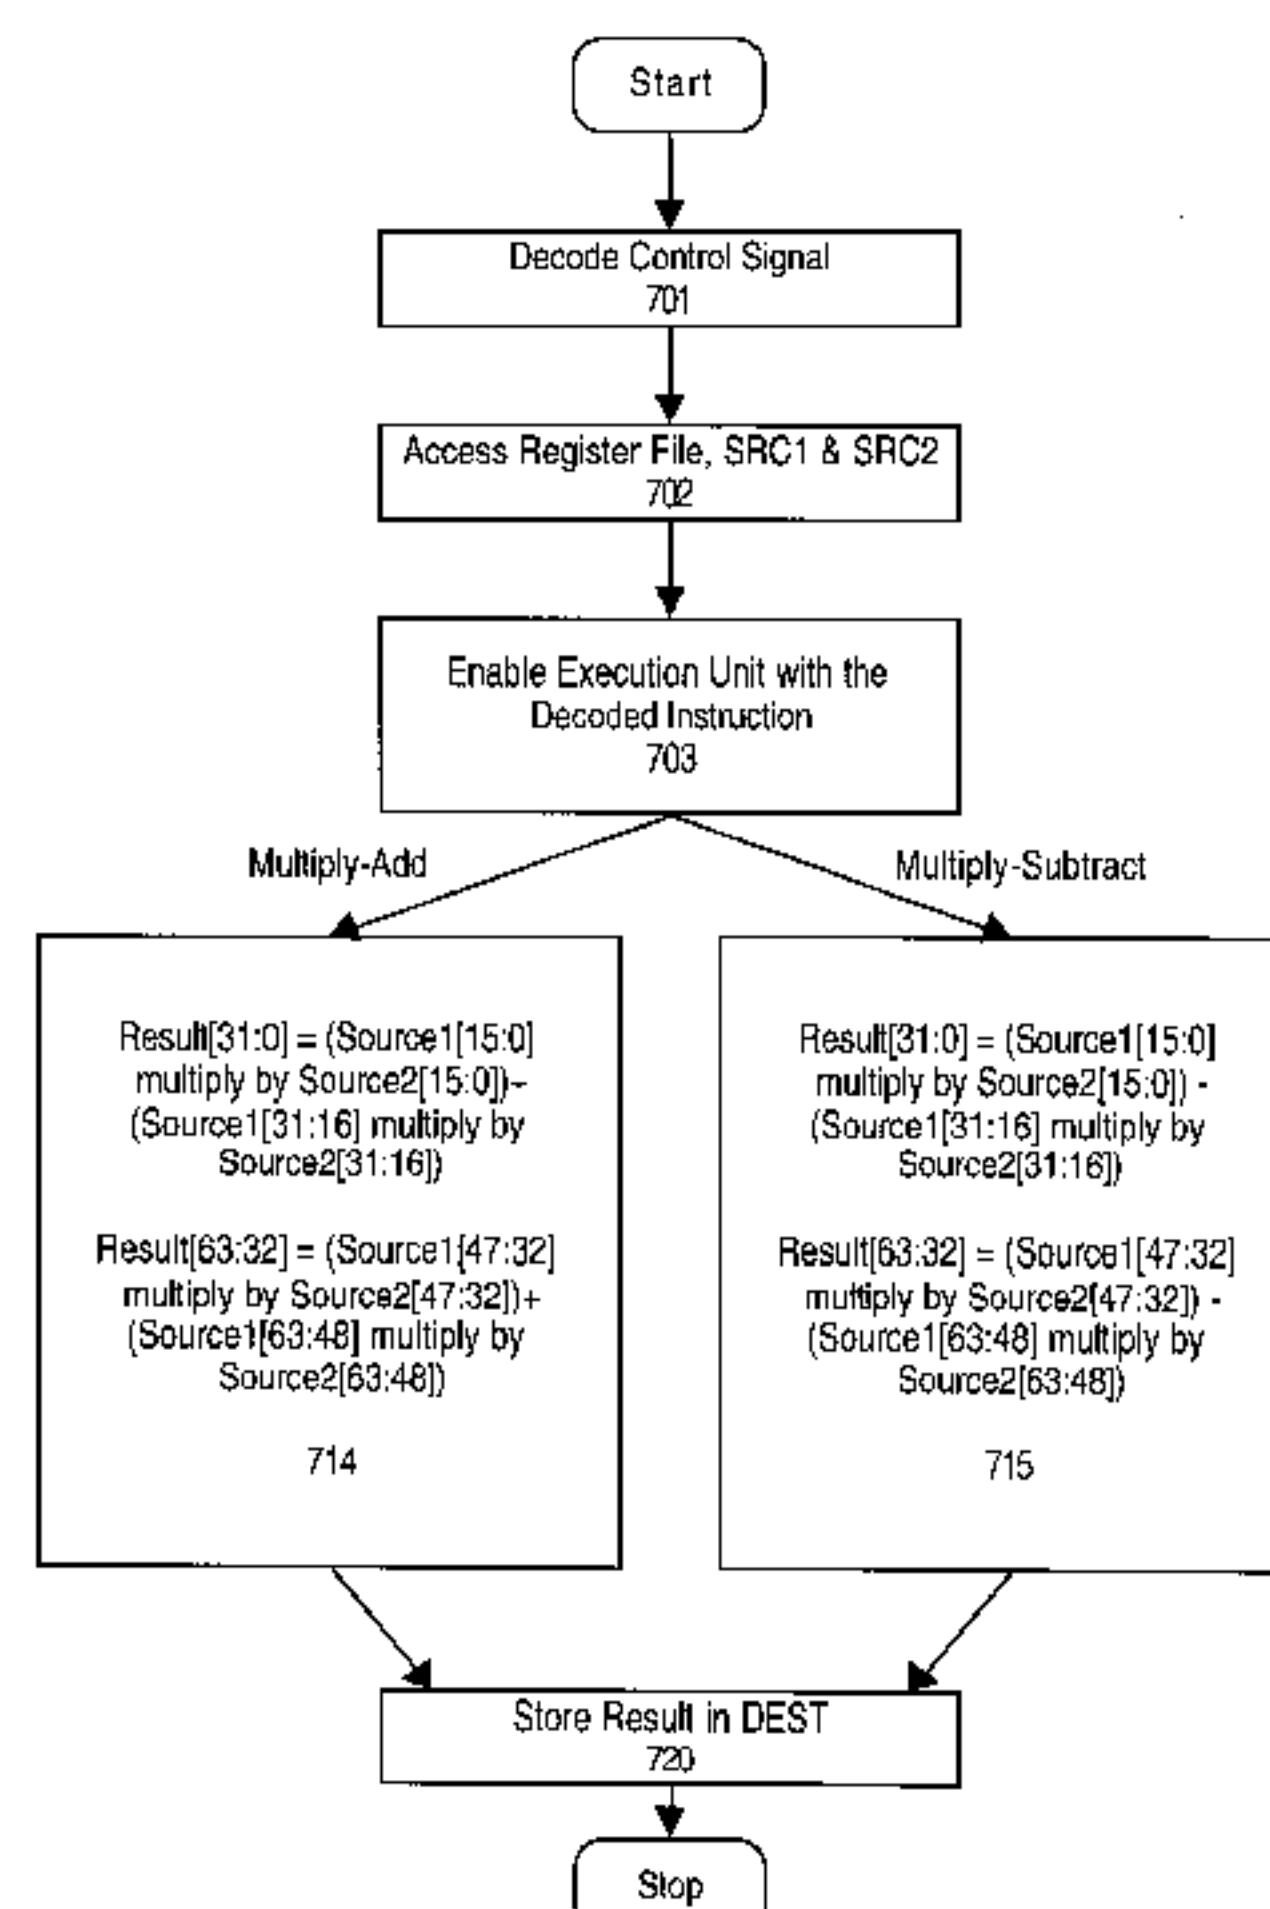 Start
Decode Control Signal
701
Access Register File, SRC1 & SRC2
702
Enable Execution Unit with the
Decoded Instruction
703
Multiply-Add
Multiply-Subtract
Result[31:0] = (Source1[15:0]
multiply by Source2[15:0])+
(Source1[31:16] multiply by
Source2[31:16])
Result[63:32] = (Source1[47:32]
multiply by Source2[47:32])+
(Source1[63:48] multiply by
Source2[63:48])
714
Result[31:0] = (Source1[15:0]
multiply by Source2[15:0]) -
(Source1[31:16] multiply by
Source2[31:16])
Result[63:32] = (Source1[47:32]
multiply by Source2[47:32]) -
(Source1[63:48] multiply by
Source2[63:48])
715
Store Result in DEST
720
Stop